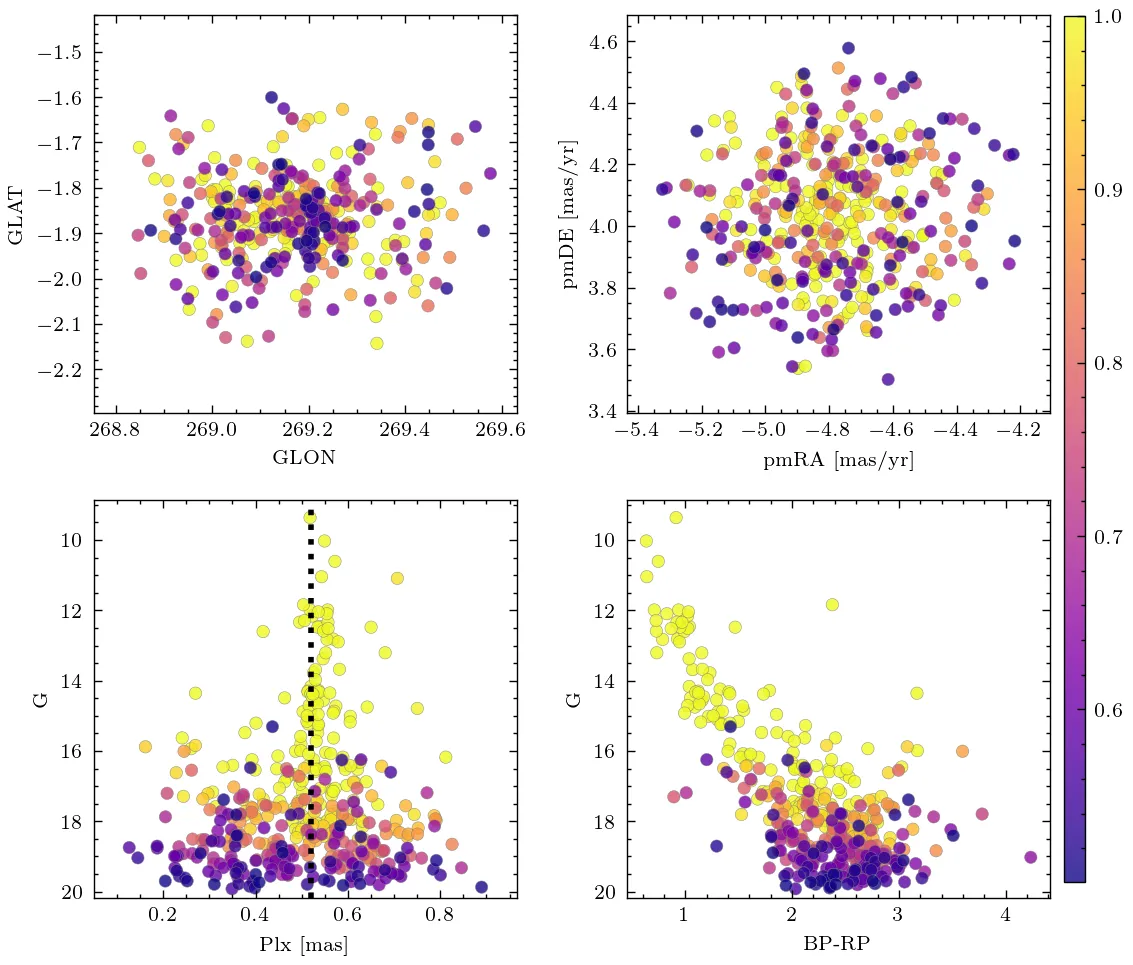 −1.5
−1.6
−1.7
−1.8
−1.9
−2.0
−2.1
−2.2
GLAT
268.8 269.0 269.2 269.4 269.6
GLON
4.6
4.4
4.2
4.0
3.8
3.6
3.4
pmDE [mas/yr]
−5.4 −5.2 −5.0 −4.8 −4.6 −4.4 −4.2
pmRA [mas/yr]
1.0
0.9
0.8
0.7
0.6
10
12
14
16
18
20
G
0.2 0.4 0.6 0.8
Plx [mas]
10
12
14
16
18
20
G
1 2 3 4
BP-RP